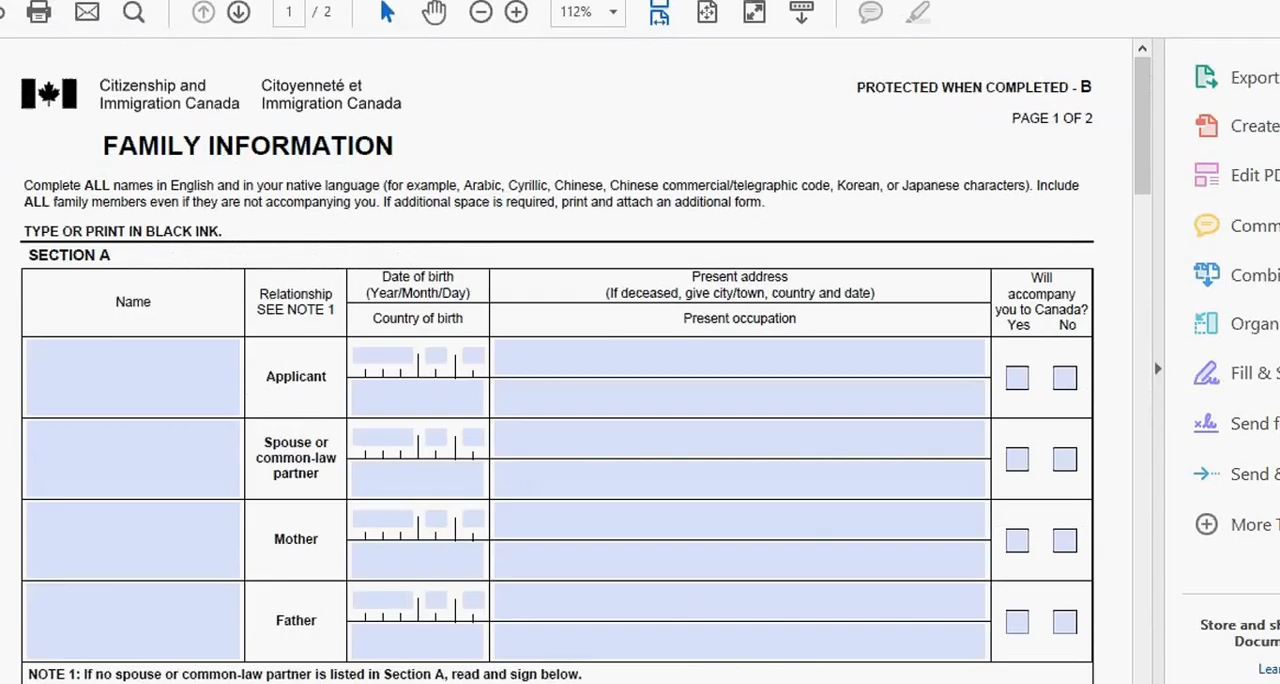 1 / 2
112%
Citizenship and Immigration Canada
Citoyenneté et Immigration Canada
PROTECTED WHEN COMPLETED - B
PAGE 1 OF 2
FAMILY INFORMATION
Complete ALL names in English and in your native language (for example, Arabic, Cyrillic, Chinese, Chinese commercial/telegraphic code, Korean, or Japanese characters). Include
ALL family members even if they are not accompanying you. If additional space is required, print and attach an additional form.
TYPE OR PRINT IN BLACK INK.
SECTION A
Name
Relationship
SEE NOTE 1
Date of birth
(Year/Month/Day)
Country of birth
Present address
(If deceased, give city/town, country and date)
Present occupation
Will
accompany
you to Canada?
Yes No
Applicant
Spouse or
common-law
partner
Mother
Father
NOTE 1: If no spouse or common-law partner is listed in Section A, read and sign below.
Export
Create
Edit PD
Comm
Combi
Organ
Fill & S
Send f
Send &
More T
Store and sh
Docum
Lea